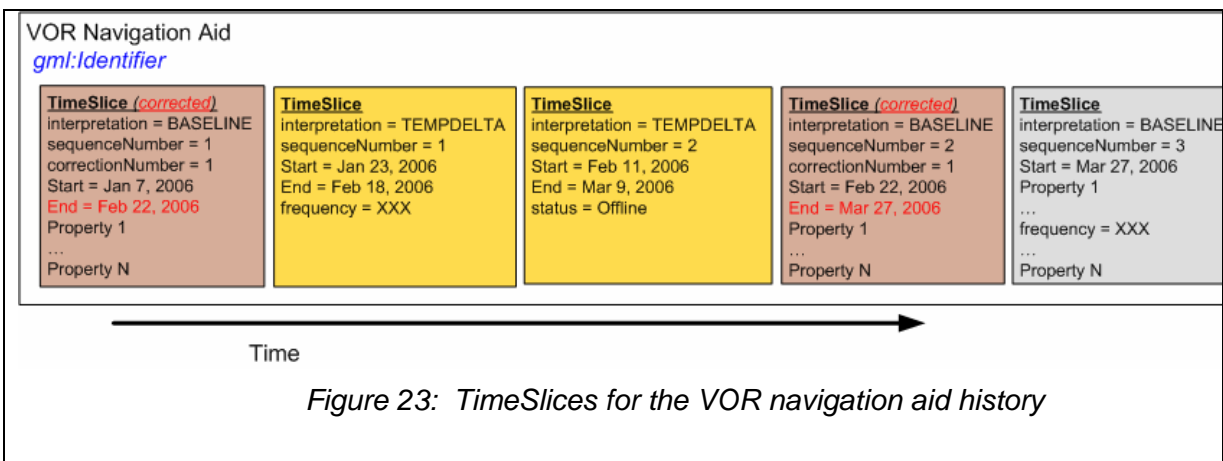 VOR Navigation Aid
gml:Identifier
TimeSlice (corrected)
interpretation = BASELINE
sequenceNumber = 1
correctionNumber = 1
Start = Jan 7, 2006
End = Feb 22, 2006
Property 1
...
Property N
TimeSlice
interpretation = TEMPDELTA
sequenceNumber = 1
Start = Jan 23, 2006
End = Feb 18, 2006
frequency = XXX
TimeSlice
interpretation = TEMPDELTA
sequenceNumber = 2
Start = Feb 11, 2006
End = Mar 9, 2006
status = Offline
TimeSlice (corrected)
interpretation = BASELINE
sequenceNumber = 2
correctionNumber = 1
Start = Feb 22, 2006
End = Mar 27, 2006
Property 1
...
Property N
TimeSlice
interpretation = BASELINE
sequenceNumber = 3
Start = Mar 27, 2006
Property 1
...
frequency = XXX
...
Property N
Time
Figure 23: TimeSlices for the VOR navigation aid history